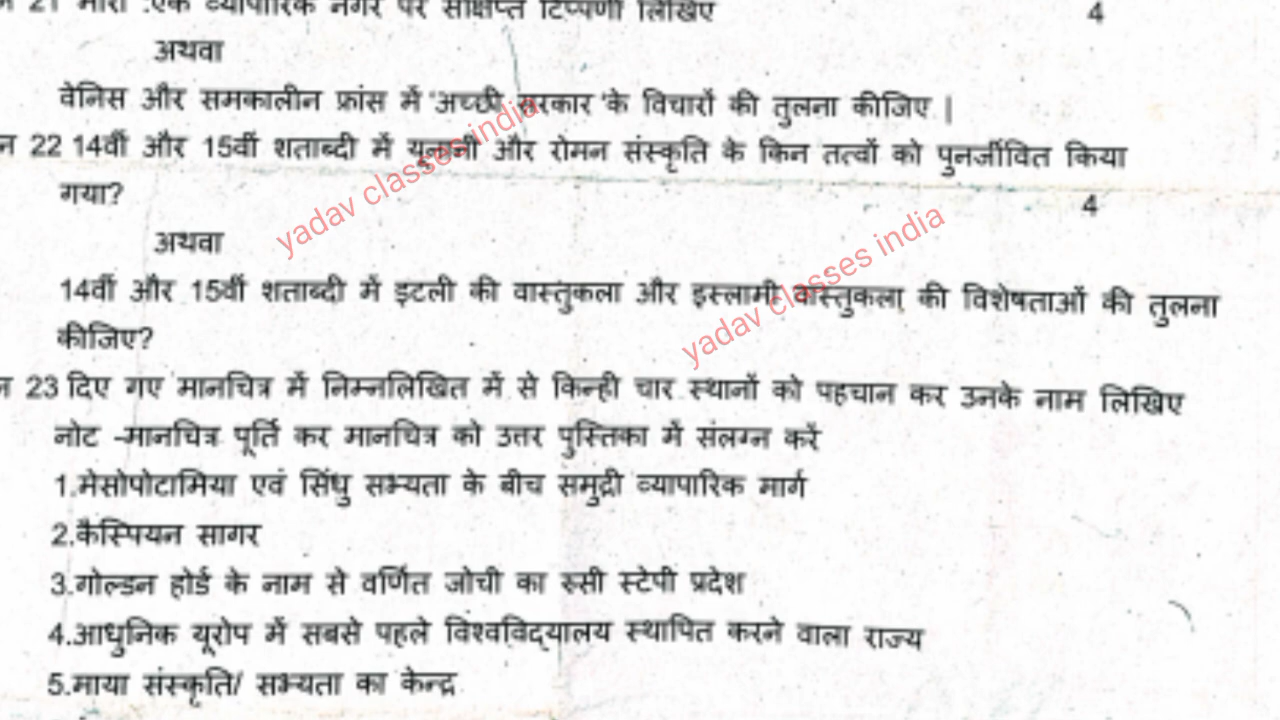 21 मारी :एक व्यापारिक नगर पर संक्षिप्त टिप्पणी लिखिए 4
अथवा
वेनिस और समकालीन फ्रांस में 'अच्छी सरकार 'के विचारों की तुलना कीजिए |
न 22 14वीं और 15वीं शताब्दी में यूनानी और रोमन संस्कृति के किन तत्वों को पुनर्जीवित किया
गया? 4
अथवा
14वीं और 15वीं शताब्दी में इटली की वास्तुकला और इस्लामी वास्तुकला की विशेषताओं की तुलना
कीजिए?
न 23 दिए गए मानचित्र में निम्नलिखित में से किन्ही चार स्थानों को पहचान कर उनके नाम लिखिए
नोट -मानचित्र पूर्ति कर मानचित्र को उत्तर पुस्तिका में संलग्न करें
1.मेसोपोटामिया एवं सिंधु सभ्यता के बीच समुद्री व्यापारिक मार्ग
2.कैस्पियन सागर
3.गोल्डन होर्ड के नाम से वर्णित जोची का रुसी स्टेपी प्रदेश
4.आधुनिक यूरोप में सबसे पहले विश्वविद्यालय स्थापित करने वाला राज्य
5.माया संस्कृति/ सभ्यता का केन्द्र
yadav classes india
yadav classes india